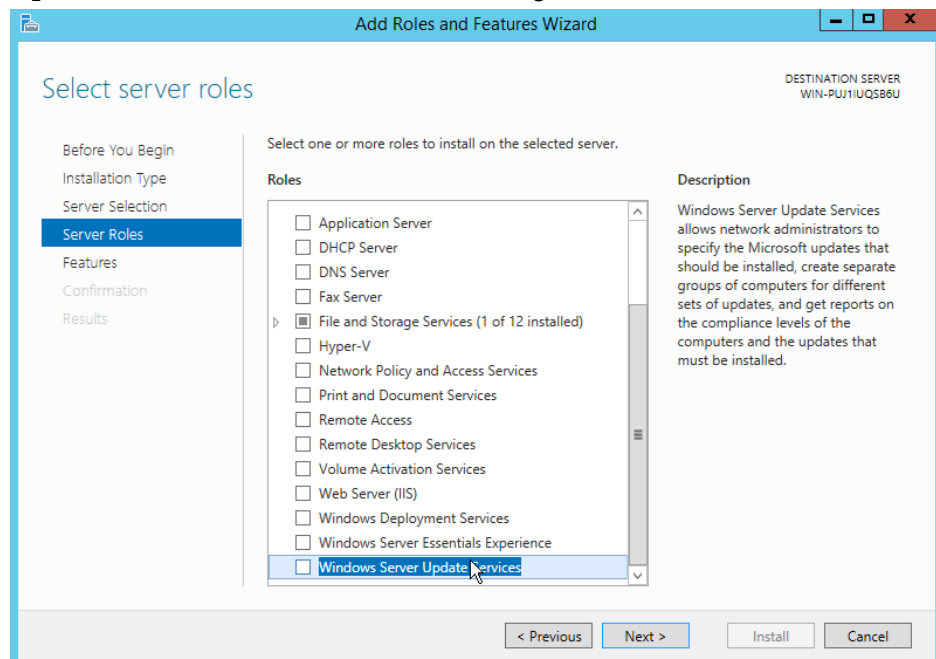 Add Roles and Features Wizard
Select server roles
DESTINATION SERVER
WIN-PUJ1IUQSB6U
Before You Begin
Installation Type
Server Selection
Server Roles
Features
Confirmation
Results
Select one or more roles to install on the selected server.
Roles
Application Server
DHCP Server
DNS Server
Fax Server
File and Storage Services (1 of 12 installed)
Hyper-V
Network Policy and Access Services
Print and Document Services
Remote Access
Remote Desktop Services
Volume Activation Services
Web Server (IIS)
Windows Deployment Services
Windows Server Essentials Experience
Windows Server Update Services
Description
Windows Server Update Services
allows network administrators to
specify the Microsoft updates that
should be installed, create separate
groups of computers for different
sets of updates, and get reports on
the compliance levels of the
computers and the updates that
must be installed.
< Previous
Next >
Install
Cancel